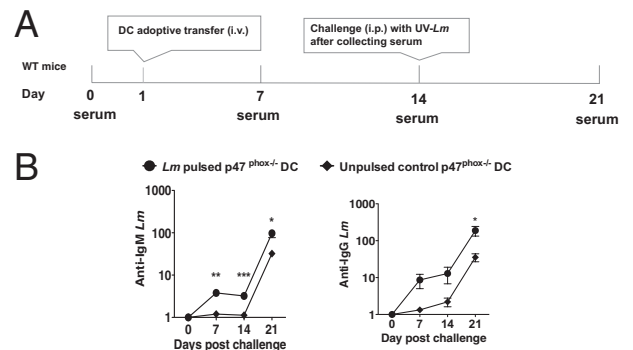 A
DC adoptive transfer (i.v.)
Challenge (i.p.) with UV-Lm
after collecting serum
WT mice
Day
0 1 7 14 21
serum serum serum serum
B
Lm pulsed p47 phox-/- DC
Unpulsed control p47phox-/- DC
Anti-IgM Lm
1000
100
10
1
** *** *
0 7 14 21
Days post challenge
Anti-IgG Lm
1000
100
10
1
*
0 7 14 21
Day post challenge